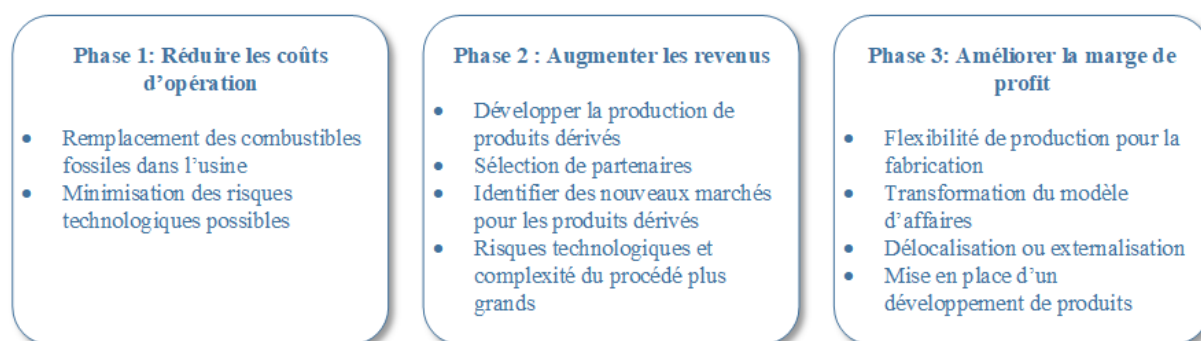 Phase 1: Réduire les coûts
d'opération
• Remplacement des combustibles
fossiles dans l'usine
• Minimisation des risques
technologiques possibles
Phase 2 : Augmenter les revenus
• Développer la production de
produits dérivés
• Sélection de partenaires
• Identifier des nouveaux marchés
pour les produits dérivés
• Risques technologiques et
complexité du procédé plus
grands
Phase 3: Améliorer la marge de
profit
• Flexibilité de production pour la
fabrication
• Transformation du modèle
d'affaires
• Délocalisation ou externalisation
• Mise en place d'un
développement de produits